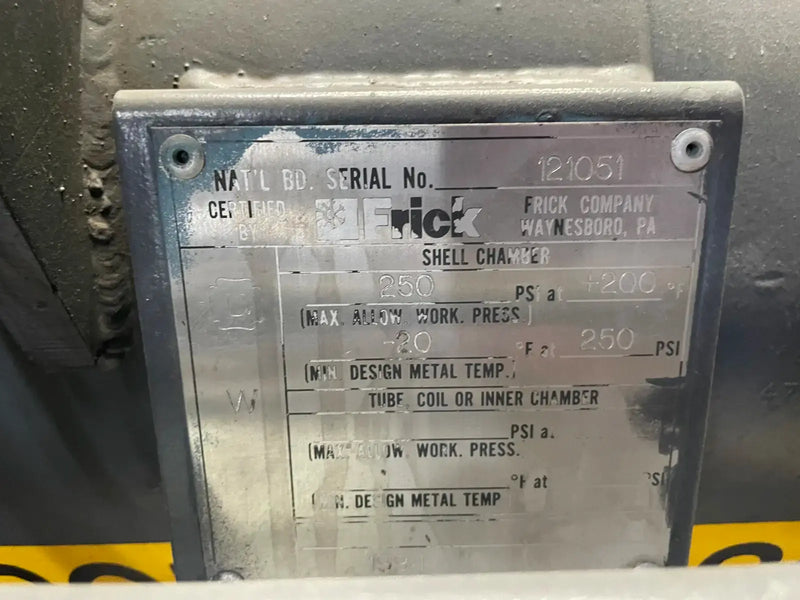 NAT'L BD. SERIAL No. 121051
CERTIFIED BY Frick FRICK COMPANY
WAYNESBORO, PA
SHELL CHAMBER
250 PSI at +200 °F
(MAX. ALLOW. WORK. PRESS.)
-20 °F at 250 PSI
(MIN. DESIGN METAL TEMP.)
W
TUBE, COIL OR INNER CHAMBER
PSI at
(MAX. ALLOW. WORK. PRESS.
°F at PSI
(MIN. DESIGN METAL TEMP
47